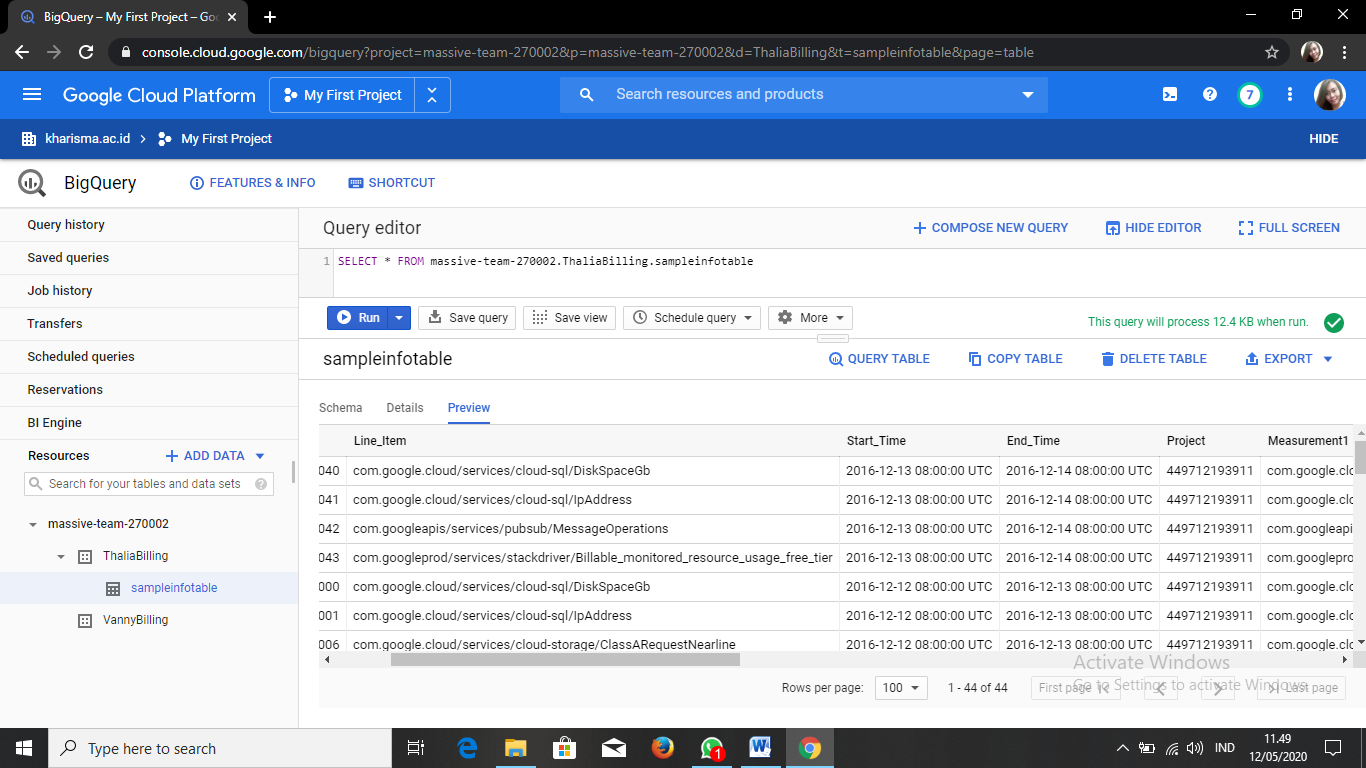 BigQuery – My First Project – Goo
console.cloud.google.com/bigquery?project=massive-team-270002&p=massive-team-270002&d=ThaliaBilling&t=sampleinfotable&page=table
Google Cloud Platform My First Project Search resources and products 7
kharisma.ac.id > My First Project HIDE
BigQuery FEATURES & INFO SHORTCUT
Query history
Saved queries
Job history
Transfers
Scheduled queries
Reservations
BI Engine
Resources + ADD DATA
Search for your tables and data sets
massive-team-270002
ThaliaBilling
sampleinfotable
VannyBilling
Query editor + COMPOSE NEW QUERY HIDE EDITOR FULL SCREEN
1 SELECT * FROM massive-team-270002.ThaliaBilling.sampleinfotable
Run Save query Save view Schedule query More
This query will process 12.4 KB when run.
sampleinfotable QUERY TABLE COPY TABLE DELETE TABLE EXPORT
Schema Details Preview
Line_Item Start_Time End_Time Project Measurement1
040 com.google.cloud/services/cloud-sql/DiskSpaceGb 2016-12-13 08:00:00 UTC 2016-12-14 08:00:00 UTC 449712193911 com.google.clo
041 com.google.cloud/services/cloud-sql/IpAddress 2016-12-13 08:00:00 UTC 2016-12-14 08:00:00 UTC 449712193911 com.google.clo
042 com.googleapis/services/pubsub/MessageOperations 2016-12-13 08:00:00 UTC 2016-12-14 08:00:00 UTC 449712193911 com.googleapi
043 com.googleprod/services/stackdriver/Billable_monitored_resource_usage_free_tier 2016-12-13 08:00:00 UTC 2016-12-14 08:00:00 UTC 449712193911 com.googlepro
000 com.google.cloud/services/cloud-sql/DiskSpaceGb 2016-12-12 08:00:00 UTC 2016-12-13 08:00:00 UTC 449712193911 com.google.clo
001 com.google.cloud/services/cloud-sql/IpAddress 2016-12-12 08:00:00 UTC 2016-12-13 08:00:00 UTC 449712193911 com.google.clo
006 com.google.cloud/services/cloud-storage/ClassARequestNearline 2016-12-12 08:00:00 UTC 2016-12-13 08:00:00 UTC 449712193911 com.google.clo
Rows per page: 100 1 - 44 of 44 First page Last page
Activate Windows
Go to Settings to activate Windows.
Type here to search
1
IND
11.49
12/05/2020